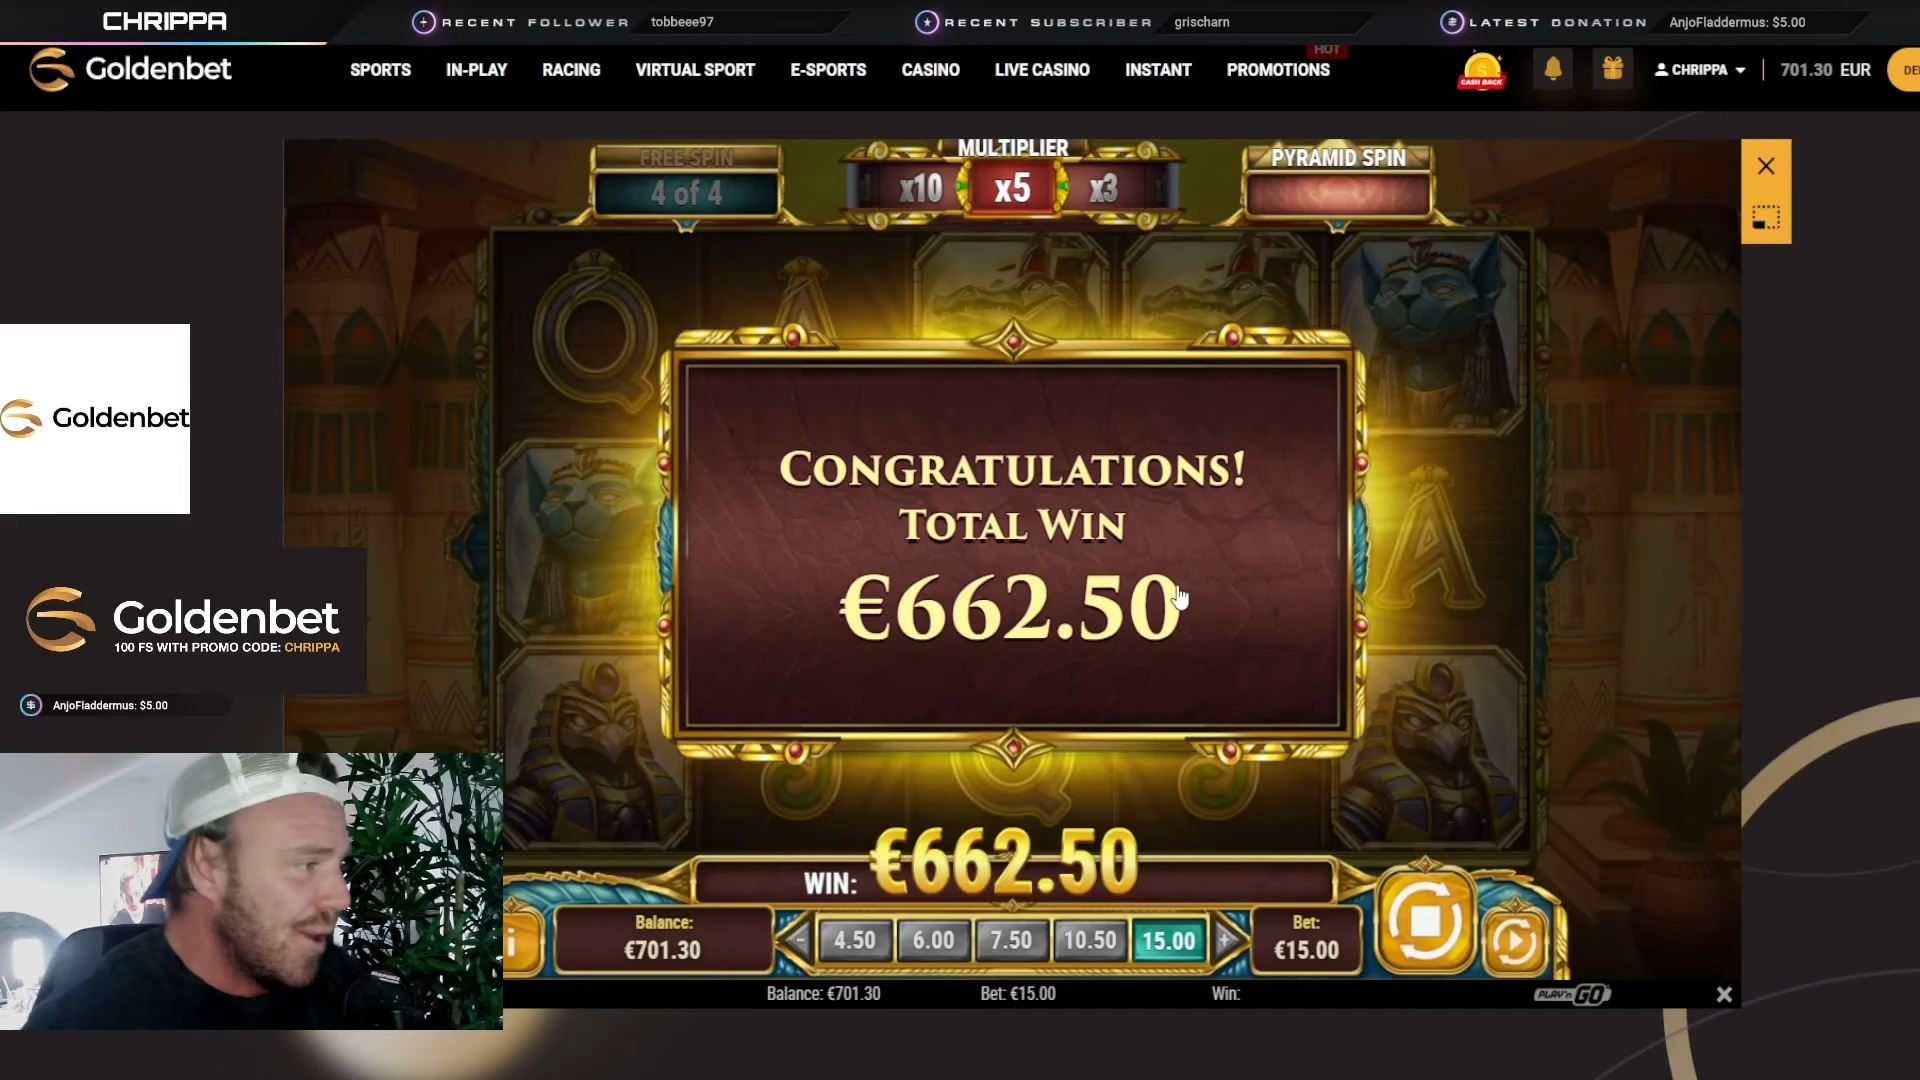 CHRIPPA
RECENT FOLLOWER tobbeee97
RECENT SUBSCRIBER grischarn
LATEST DONATION AnjoFladdermus: $5.00
Goldenbet
SPORTS IN-PLAY RACING VIRTUAL SPORT E-SPORTS CASINO LIVE CASINO INSTANT PROMOTIONS
HOT
CASH BACK
CHRIPPA 701.30 EUR
FREE SPIN
4 of 4
MULTIPLIER
x10 x5 x3
PYRAMID SPIN
Q
A
A
CONGRATULATIONS!
TOTAL WIN
€662.50
Goldenbet
Goldenbet
100 FS WITH PROMO CODE: CHRIPPA
AnjoFladdermus: $5.00
WIN: €662.50
Balance:
€701.30
- 4.50 6.00 7.50 10.50 15.00 +
Bet:
€15.00
Balance: €701.30 Bet: €15.00 Win:
PLAY'n GO